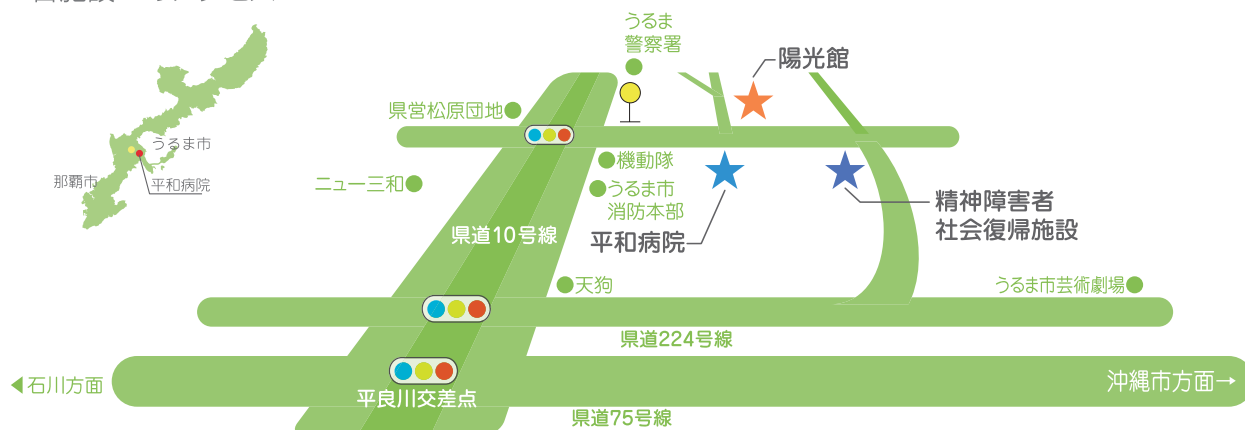 うるま
警察署
陽光館
県営松原団地
うるま市
那覇市
平和病院
機動隊
ニュー三和
うるま市
消防本部
精神障害者
社会復帰施設
県道10号線
平和病院
天狗
うるま市芸術劇場
県道224号線
石川方面
沖縄市方面→
平良川交差点
県道75号線